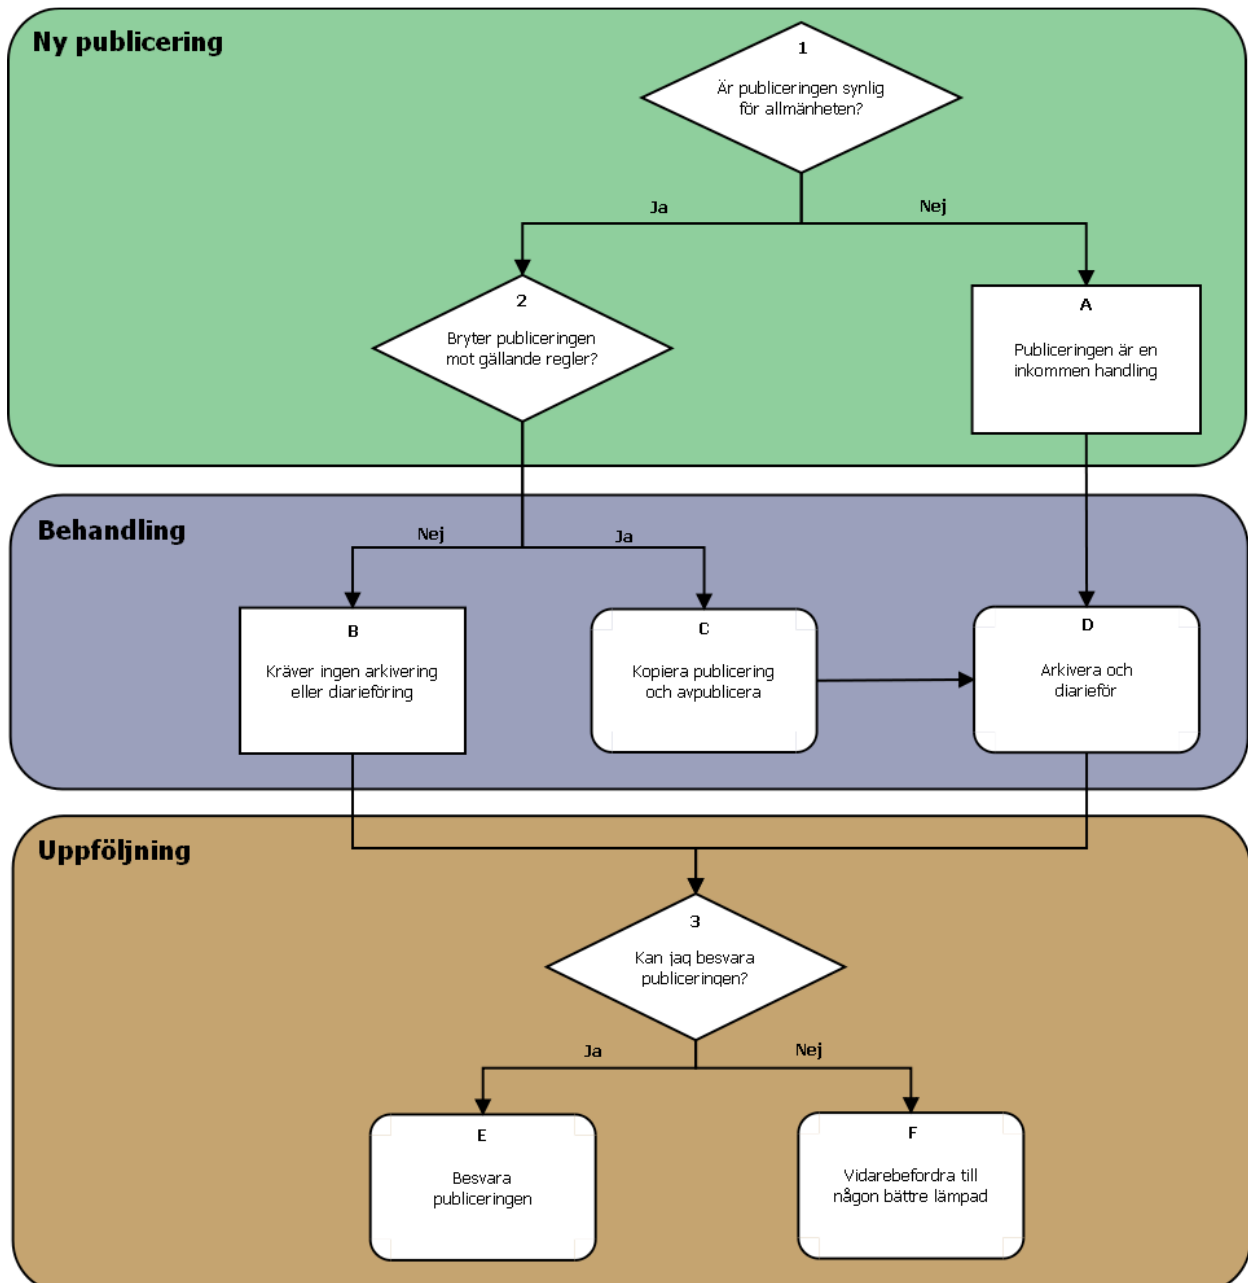 Ny publicering
1
Är publiceringen synlig
för allmänheten?
Ja
Nej
2
Bryter publiceringen
mot gällande regler?
A
Publiceringen är en
inkommen handling
Behandling
Nej
Ja
B
Kräver ingen arkivering
eller diarieföring
C
Kopiera publicering
och avpublicera
D
Arkivera och
diarieför
Uppföljning
3
Kan jag besvara
publiceringen?
Ja
Nej
E
Besvara
publiceringen
F
Vidarebefordra till
någon bättre lämpad